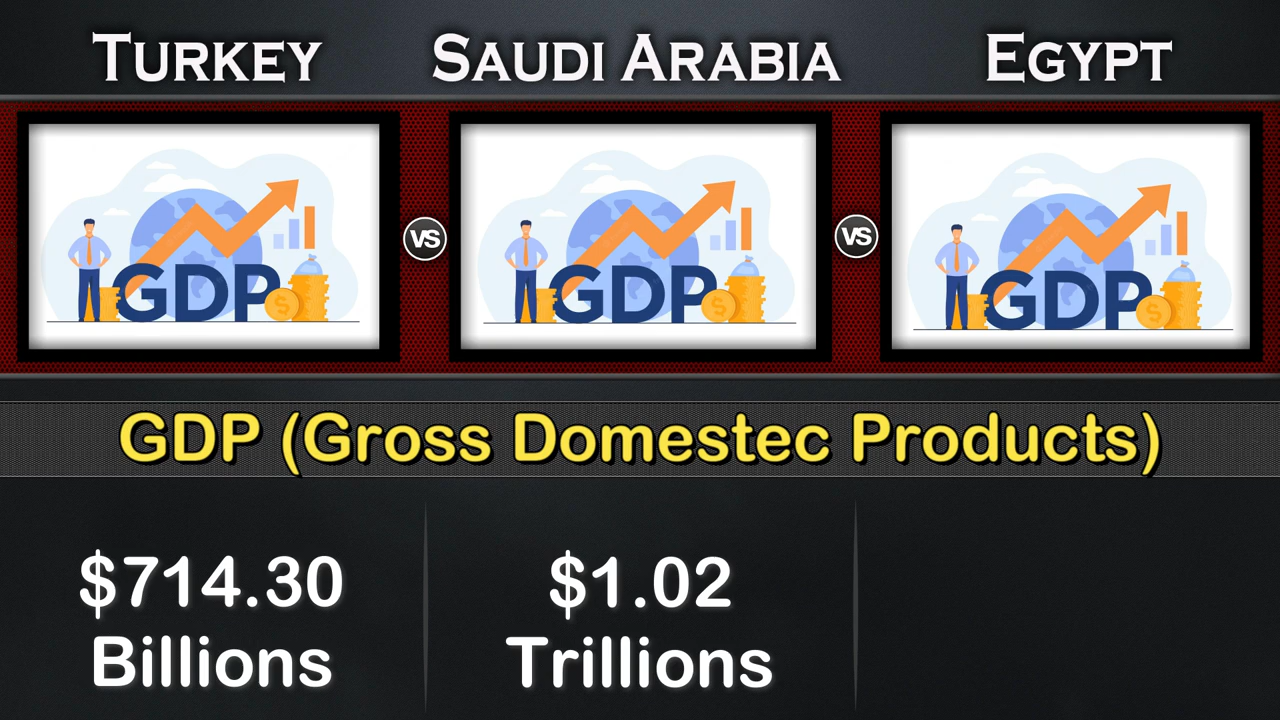 TURKEY
SAUDI ARABIA
EGYPT
GDP
$
VS
GDP
$
VS
GDP
$
GDP (Gross Domestec Products)
$714.30
Billions
$1.02
Trillions